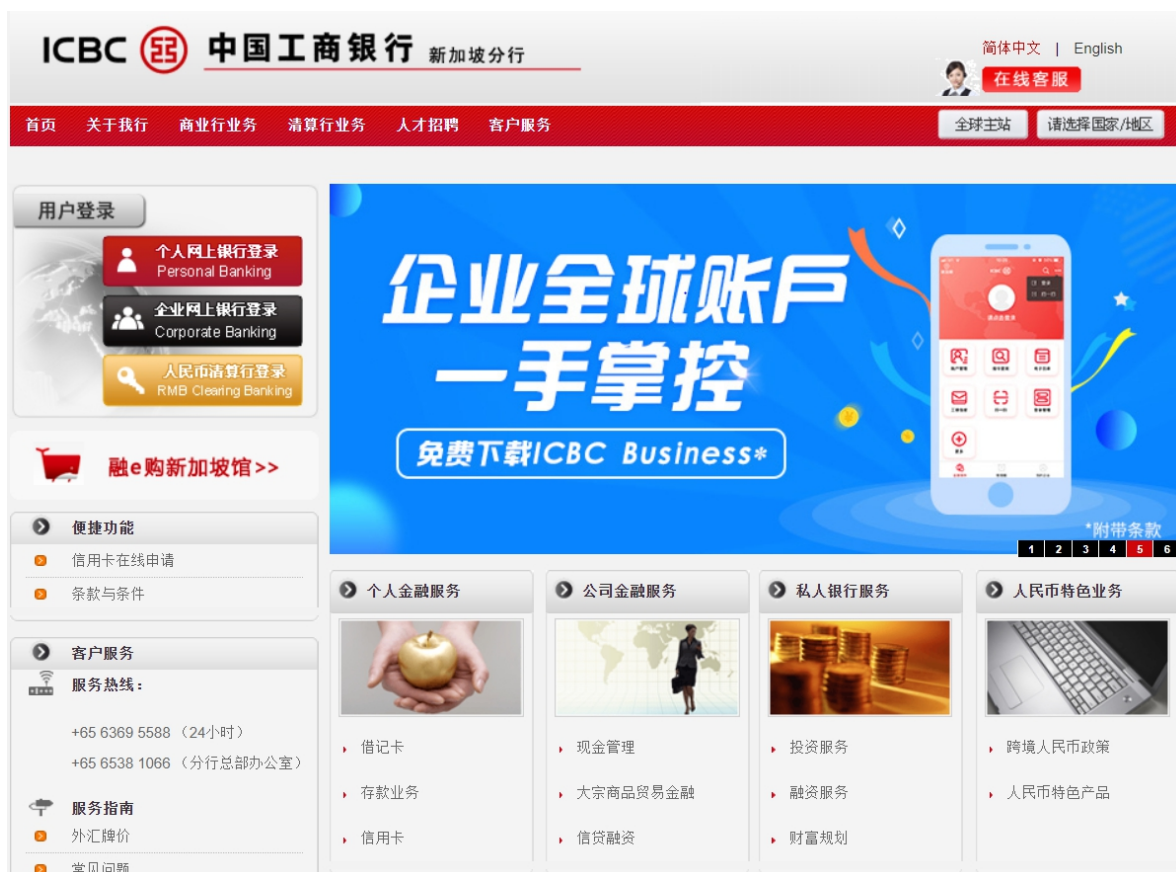 ICBC 中国工商银行 新加坡分行
简体中文 | English
在线客服
首页 关于我行 商业行业务 清算行业务 人才招聘 客户服务 全球主站 请选择国家/地区
用户登录
个人网上银行登录
Personal Banking
企业网上银行登录
Corporate Banking
人民币清算行登录
RMB Clearing Banking
融e购新加坡馆>>
便捷功能
信用卡在线申请
条款与条件
客户服务
服务热线：
+65 6369 5588 （24小时）
+65 6538 1066 （分行总部办公室）
服务指南
外汇牌价
常见问题
企业全球账户
一手掌控
免费下载ICBC Business*
*附带条款
1 2 3 4 5 6
个人金融服务
借记卡
存款业务
信用卡
公司金融服务
现金管理
大宗商品贸易金融
信贷融资
私人银行服务
投资服务
融资服务
财富规划
人民币特色业务
跨境人民币政策
人民币特色产品